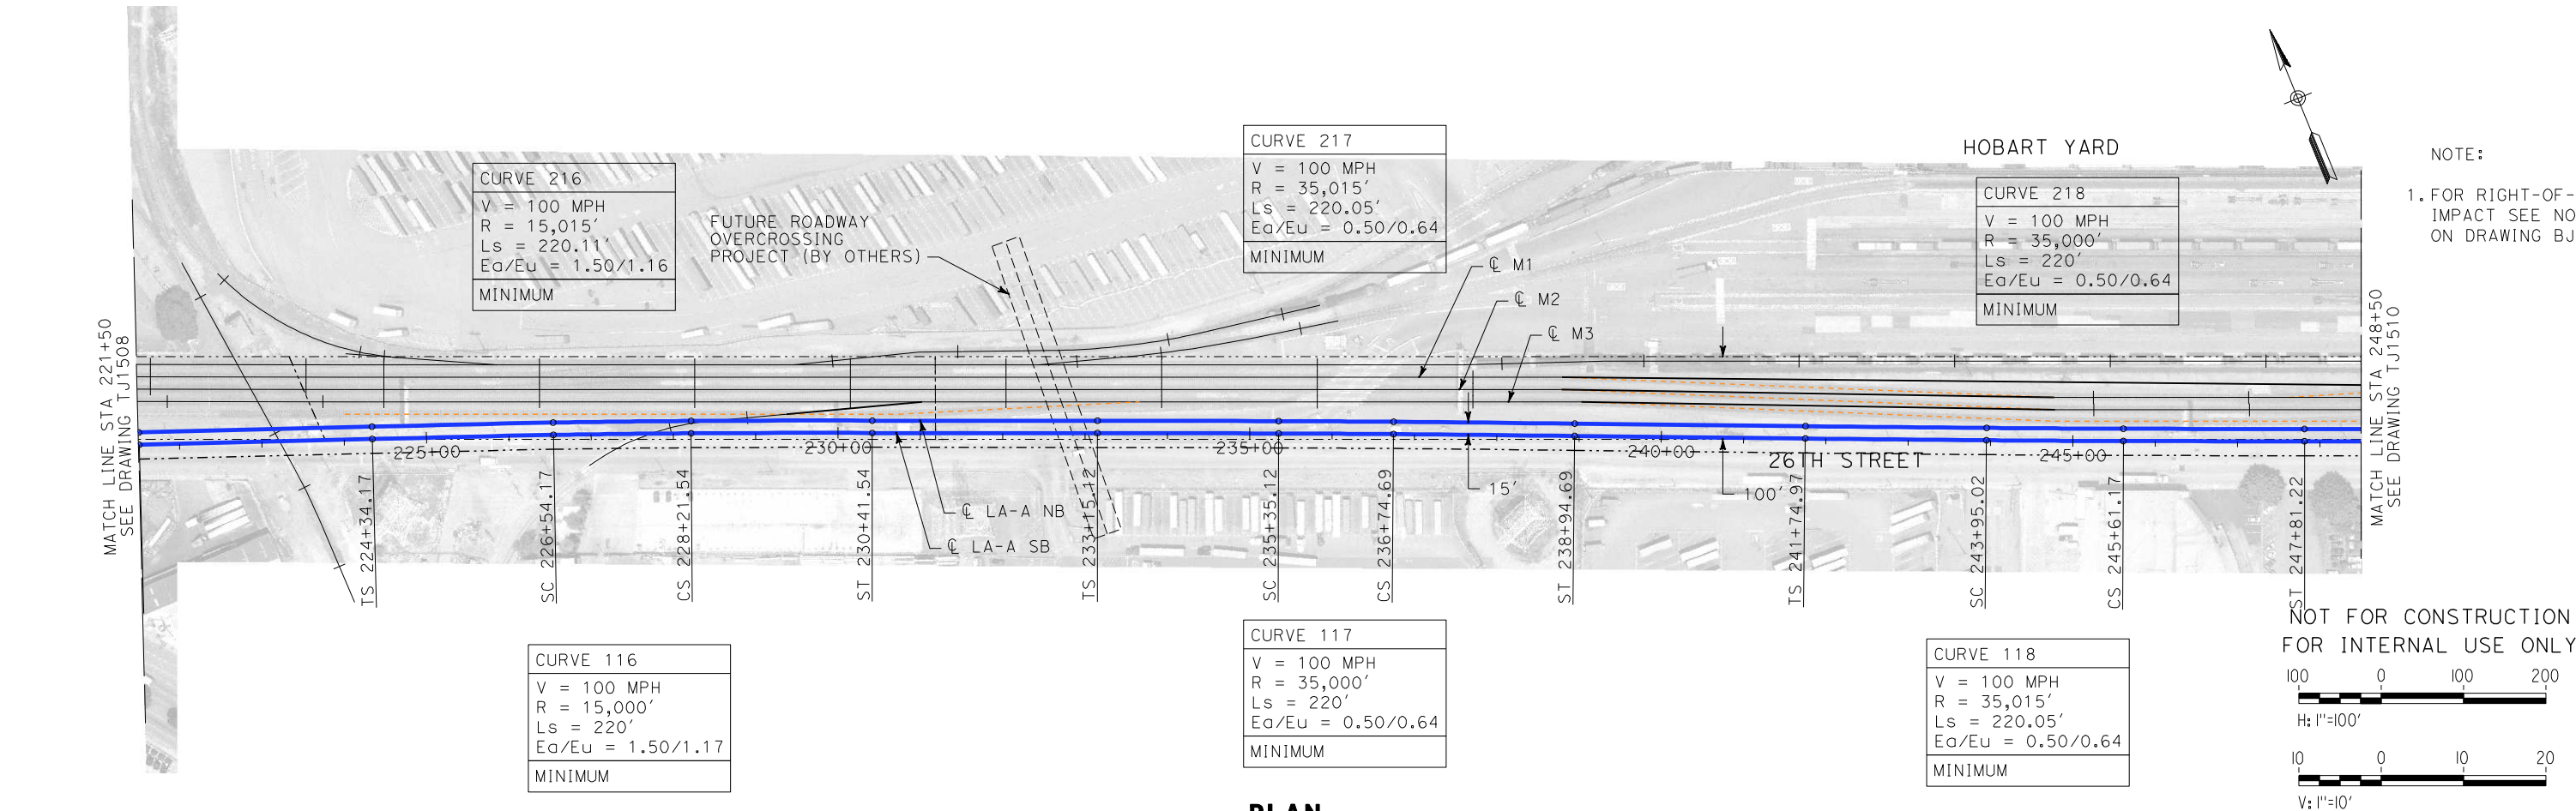 HOBART YARD
NOTE:
1. FOR RIGHT-OF-
IMPACT SEE NO
ON DRAWING BJ
CURVE 216
V = 100 MPH
R = 15,015'
Ls = 220.11'
Ea/Eu = 1.50/1.16
MINIMUM
FUTURE ROADWAY
OVERCROSSING
PROJECT (BY OTHERS)
CURVE 217
V = 100 MPH
R = 35,015'
Ls = 220.05'
Ea/Eu = 0.50/0.64
MINIMUM
CURVE 218
V = 100 MPH
R = 35,000'
Ls = 220'
Ea/Eu = 0.50/0.64
MINIMUM
℄ M1
℄ M2
℄ M3
MATCH LINE STA 221+50
SEE DRAWING TJ1508
MATCH LINE STA 248+50
SEE DRAWING TJ1510
225+00
230+00
235+00
240+00
245+00
26TH STREET
15'
100'
℄ LA-A NB
℄ LA-A SB
TS 224+34.17
SC 226+54.17
CS 228+21.54
ST 230+41.54
TS 233+15.12
SC 235+35.12
CS 236+74.69
ST 238+94.69
TS 241+74.97
SC 243+95.02
CS 245+61.17
ST 247+81.22
CURVE 116
V = 100 MPH
R = 15,000'
Ls = 220'
Ea/Eu = 1.50/1.17
MINIMUM
CURVE 117
V = 100 MPH
R = 35,000'
Ls = 220'
Ea/Eu = 0.50/0.64
MINIMUM
CURVE 118
V = 100 MPH
R = 35,015'
Ls = 220.05'
Ea/Eu = 0.50/0.64
MINIMUM
NOT FOR CONSTRUCTION
FOR INTERNAL USE ONLY
100 0 100 200
H: 1"=100'
10 0 10 20
V: 1"=10'
PLAN